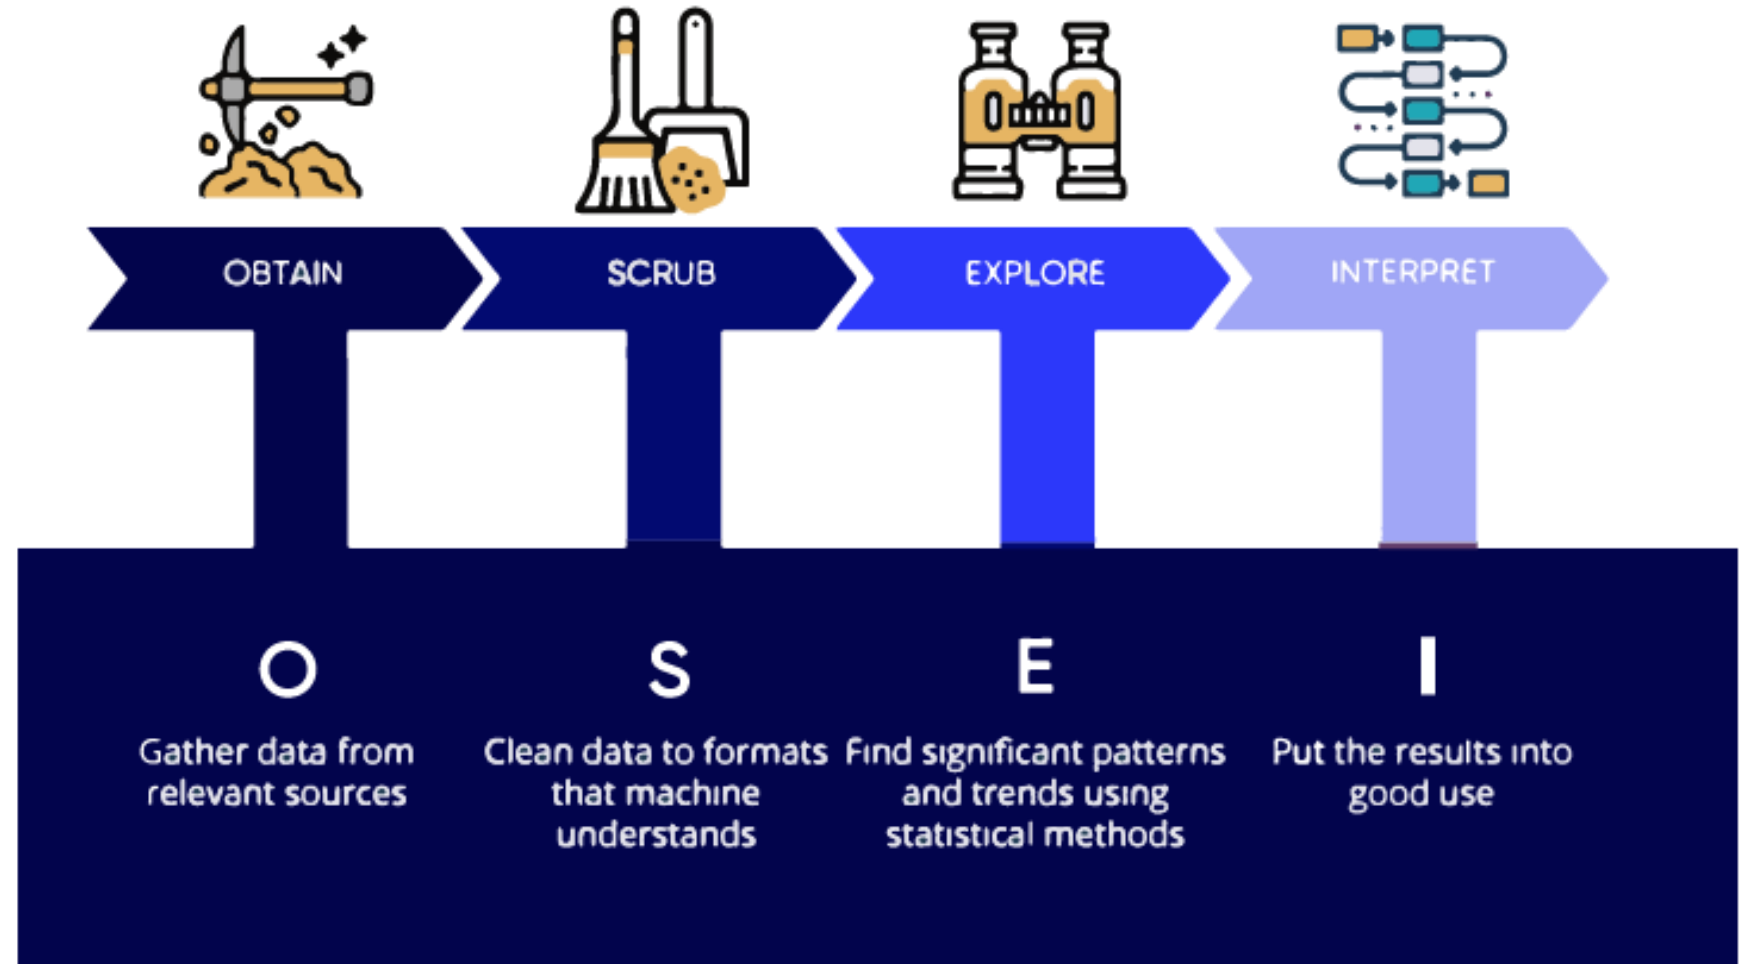 OBTAIN
SCRUB
EXPLORE
INTERPRET
O
Gather data from
relevant sources
S
Clean data to formats
that machine
understands
E
Find significant patterns
and trends using
statistical methods
I
Put the results into
good use